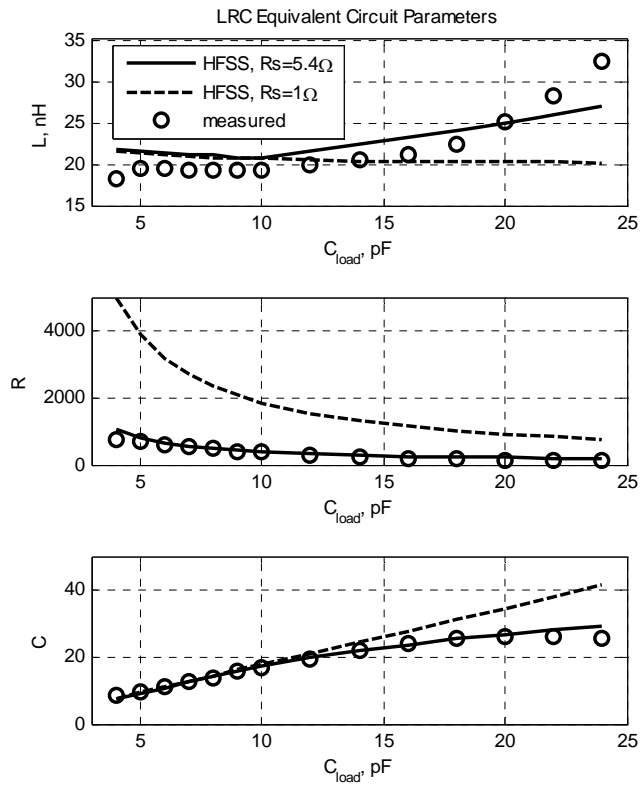 LRC Equivalent Circuit Parameters
35
30
25
20
15
L, nH
HFSS, Rs=5.4Ω
HFSS, Rs=1Ω
measured
5 10 15 20 25
C_load, pF
4000
2000
0
R
5 10 15 20 25
C_load, pF
40
20
0
C
5 10 15 20 25
C_load, pF